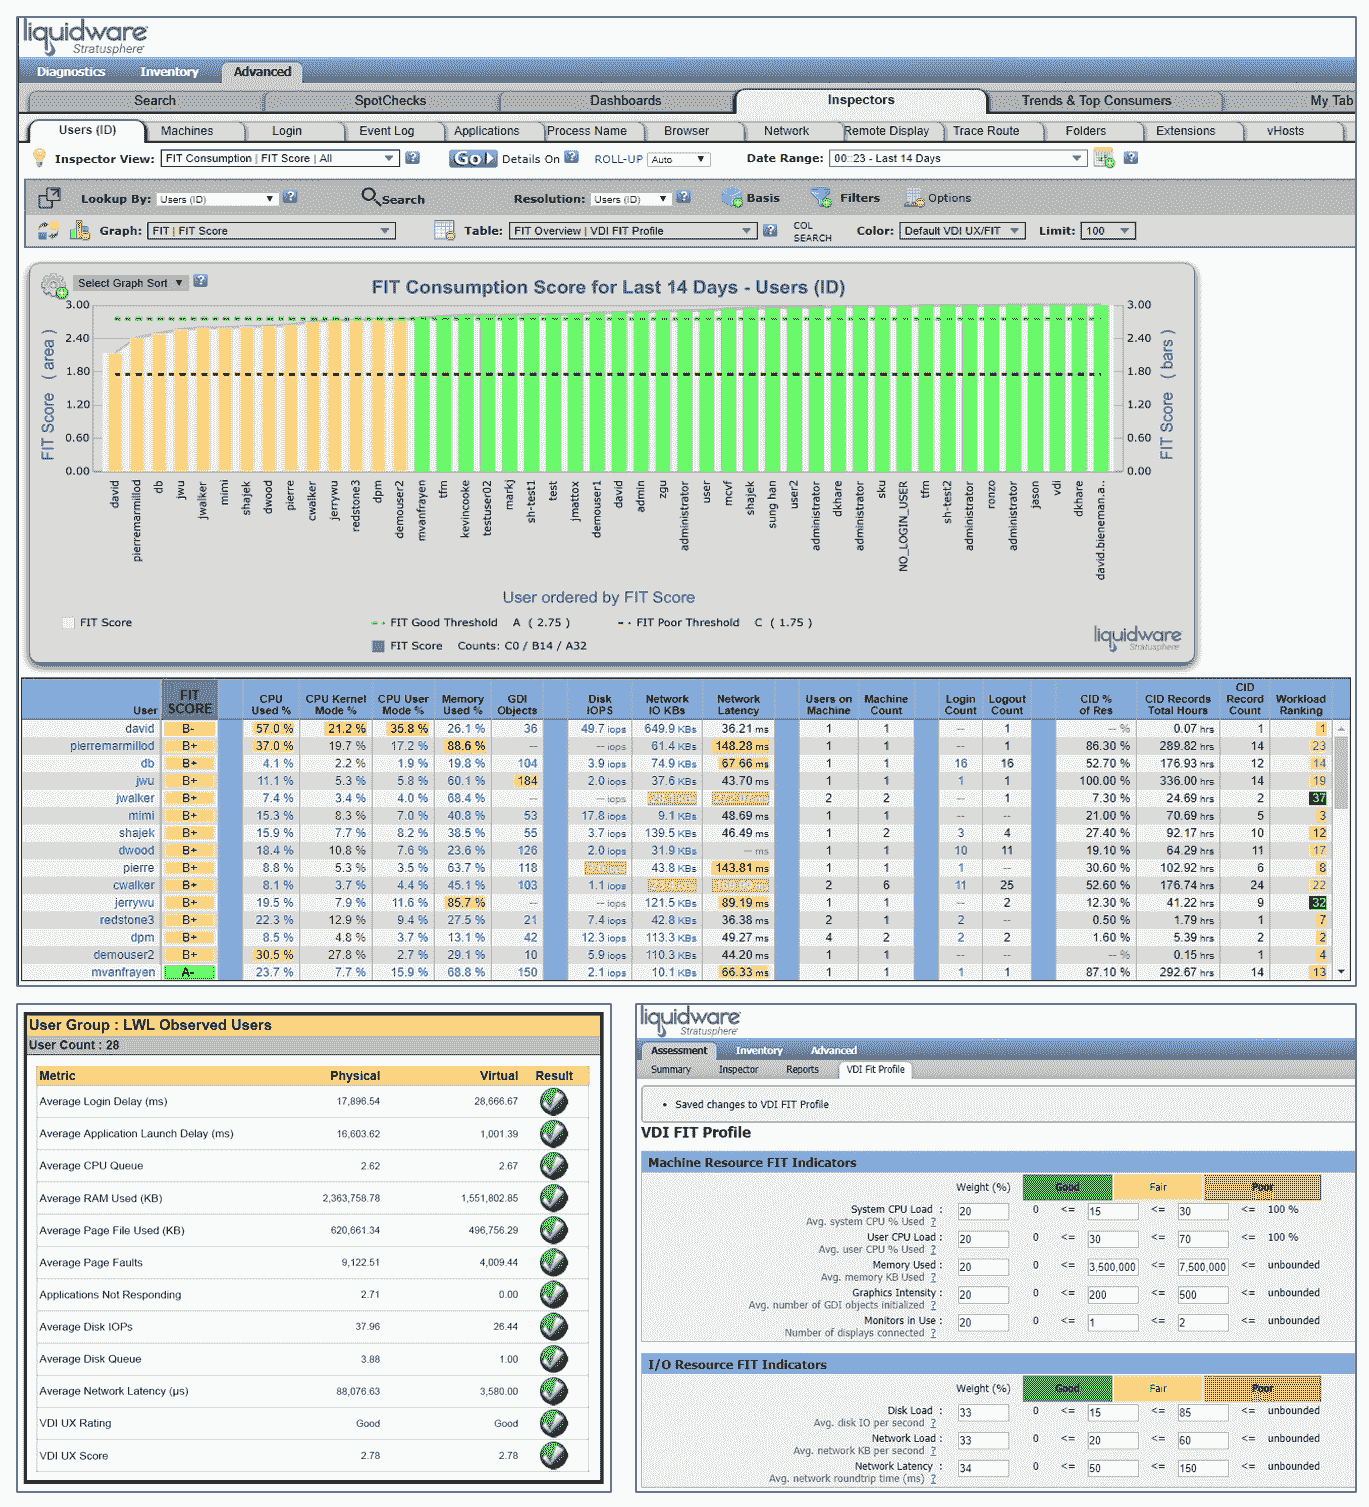 liquidware
Stratusphere
Diagnostics Inventory Advanced
Search SpotChecks Dashboards Inspectors Trends & Top Consumers My Tab
Users (ID) Machines Login Event Log Applications Process Name Browser Network Remote Display Trace Route Folders Extensions vHosts
Inspector View: FIT Consumption | FIT Score | All Go! Details On ROLL-UP Auto Date Range: 00::23 - Last 14 Days
Lookup By: Users (ID) Search Resolution: Users (ID) Basis Filters Options
Graph: FIT | FIT Score Table: FIT Overview | VDI FIT Profile COL SEARCH Color: Default VDI UX/FIT Limit: 100
Select Graph Sort
FIT Consumption Score for Last 14 Days - Users (ID)
3.00 3.00
2.40 2.40
1.80 1.80
1.20 1.20
0.60 0.60
0.00 0.00
FIT Score ( area )
FIT Score ( bars )
david pierremarmillod db jwu jwalker mimi shajek dwood pierre cwalker jerrywu redstone3 dpm demouser2 mvanfrayen tfm kevincooke testuser02 markj sh-test1 test jmattox demouser1 david admin zgu administrator user mcvf shajek sung han user2 administrator dkhare administrator sku NO_LOGIN_USER tfm sh-test2 administrator ronzo administrator jason vdi dkhare david.bieneman.a..
User ordered by FIT Score
FIT Score FIT Good Threshold A ( 2.75 ) FIT Poor Threshold C ( 1.75 )
FIT Score Counts: C0 / B14 / A32
liquidware
Stratusphere
User FIT SCORE CPU Used % CPU Kernel Mode % CPU User Mode % Memory Used % GDI Objects Disk IOPS Network IO KBs Network Latency Users on Machine Machine Count Login Count Logout Count CID % of Res CID Records Total Hours CID Record Count Workload Ranking
david B- 57.0 % 21.2 % 35.8 % 26.1 % 36 49.7 iops 649.9 KBs 36.21 ms 1 1 -- 1 -- % 0.07 hrs 1 1
pierremarmillod B+ 37.0 % 19.7 % 17.2 % 88.6 % -- -- iops 61.4 KBs 148.28 ms 1 1 -- 1 86.30 % 289.82 hrs 14 23
db B+ 4.1 % 2.2 % 1.9 % 19.8 % 104 3.9 iops 74.9 KBs 67.66 ms 1 1 16 16 52.70 % 176.93 hrs 12 14
jwu B+ 11.1 % 5.3 % 5.8 % 60.1 % 184 2.0 iops 37.6 KBs 43.70 ms 1 1 1 1 100.00 % 336.00 hrs 14 19
jwalker B+ 7.4 % 3.4 % 4.0 % 68.4 % -- -- iops 2 2 -- 1 7.30 % 24.69 hrs 2 37
mimi B+ 15.3 % 8.3 % 7.0 % 40.8 % 53 17.8 iops 9.1 KBs 48.69 ms 1 1 -- -- 21.00 % 70.69 hrs 5 3
shajek B+ 15.9 % 7.7 % 8.2 % 38.5 % 55 3.7 iops 139.5 KBs 46.49 ms 1 2 3 4 27.40 % 92.17 hrs 10 12
dwood B+ 18.4 % 10.8 % 7.6 % 23.6 % 126 2.0 iops 31.9 KBs -- ms 1 1 10 11 19.10 % 64.29 hrs 11 17
pierre B+ 8.8 % 5.3 % 3.5 % 63.7 % 118 43.8 KBs 143.81 ms 1 1 1 -- 30.60 % 102.92 hrs 6 8
cwalker B+ 8.1 % 3.7 % 4.4 % 45.1 % 103 1.1 iops 2 6 11 25 52.60 % 176.74 hrs 24 22
jerrywu B+ 19.5 % 7.9 % 11.6 % 85.7 % -- -- iops 121.5 KBs 89.19 ms 1 1 -- 2 12.30 % 41.22 hrs 9 32
redstone3 B+ 22.3 % 12.9 % 9.4 % 27.5 % 21 7.4 iops 42.8 KBs 36.38 ms 2 1 2 -- 0.50 % 1.79 hrs 1 7
dpm B+ 8.5 % 4.8 % 3.7 % 13.1 % 42 12.3 iops 113.3 KBs 49.27 ms 4 2 2 2 1.60 % 5.39 hrs 2 2
demouser2 B+ 30.5 % 27.8 % 2.7 % 29.1 % 10 5.9 iops 110.3 KBs 44.20 ms 1 1 -- -- -- % 0.15 hrs 1 4
mvanfrayen A- 23.7 % 7.7 % 15.9 % 68.8 % 150 2.1 iops 10.1 KBs 66.33 ms 1 1 1 1 87.10 % 292.67 hrs 14 13
User Group : LWL Observed Users
User Count : 28
Metric Physical Virtual Result
Average Login Delay (ms) 17,896.54 28,666.67
Average Application Launch Delay (ms) 16,603.62 1,001.39
Average CPU Queue 2.62 2.67
Average RAM Used (KB) 2,363,758.78 1,551,802.85
Average Page File Used (KB) 620,661.34 496,756.29
Average Page Faults 9,122.51 4,009.44
Applications Not Responding 2.71 0.00
Average Disk IOPs 37.96 26.44
Average Disk Queue 3.88 1.00
Average Network Latency (µs) 88,076.63 3,580.00
VDI UX Rating Good Good
VDI UX Score 2.78 2.78
liquidware
Stratusphere
Assessment Inventory Advanced
Summary Inspector Reports VDI Fit Profile
• Saved changes to VDI FIT Profile
VDI FIT Profile
Machine Resource FIT Indicators
Weight (%) Good Fair Poor
System CPU Load : 20 0 <= 15 <= 30 <= 100 %
Avg. system CPU % Used ?
User CPU Load : 20 0 <= 30 <= 70 <= 100 %
Avg. user CPU % Used ?
Memory Used : 20 0 <= 3,500,000 <= 7,500,000 <= unbounded
Avg. memory KB Used ?
Graphics Intensity : 20 0 <= 200 <= 500 <= unbounded
Avg. number of GDI objects initialized ?
Monitors in Use : 20 0 <= 1 <= 2 <= unbounded
Number of displays connected ?
I/O Resource FIT Indicators
Weight (%) Good Fair Poor
Disk Load : 33 0 <= 15 <= 85 <= unbounded
Avg. disk IO per second ?
Network Load : 33 0 <= 20 <= 60 <= unbounded
Avg. network KB per second ?
Network Latency : 34 0 <= 50 <= 150 <= unbounded
Avg. network roundtrip time (ms) ?